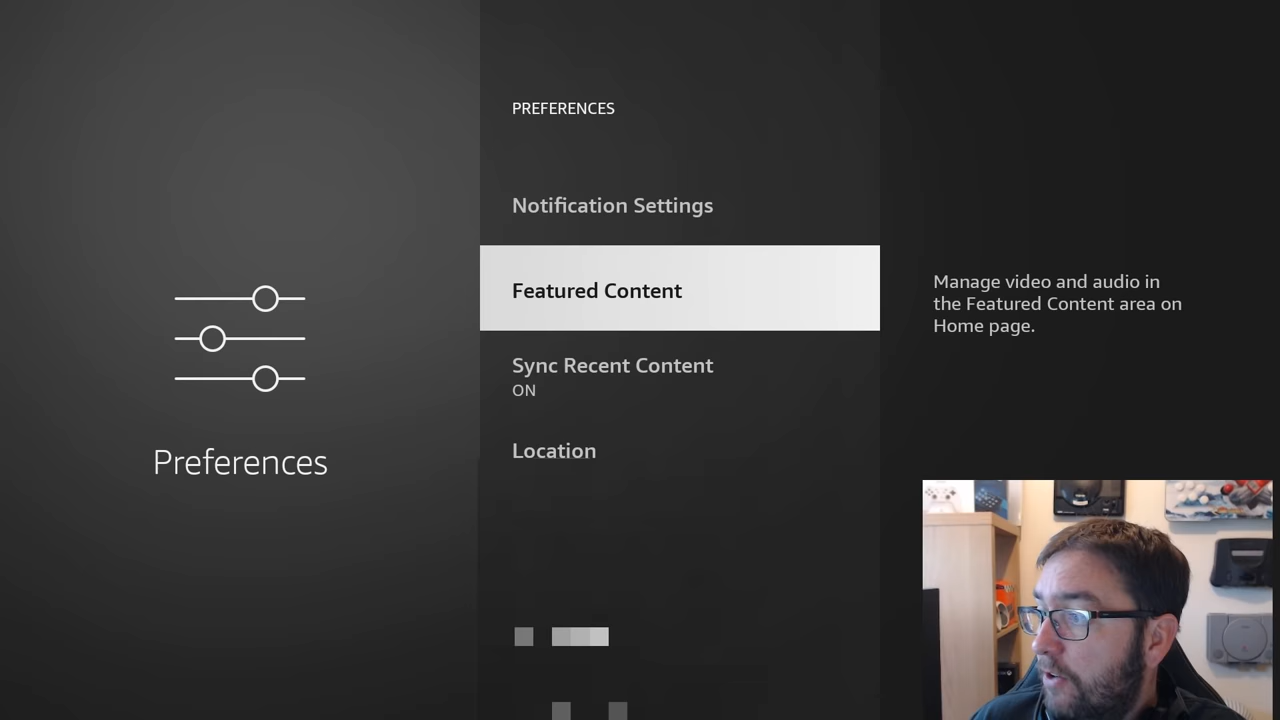 PREFERENCES
Notification Settings
Featured Content
Sync Recent Content
ON
Location
Preferences
Manage video and audio in
the Featured Content area on
Home page.